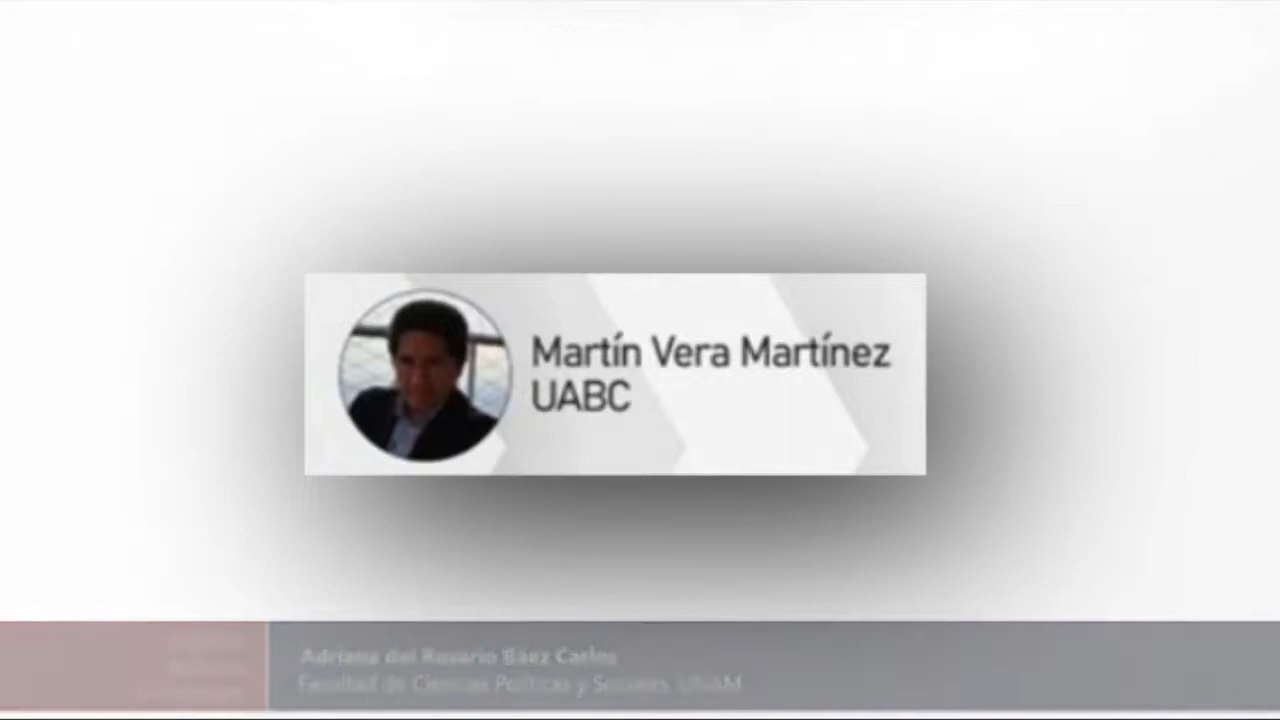 Martín Vera Martínez
UABC
Adriana del Rosario Báez Carlos
Facultad de Ciencias Políticas y Sociales, UNAM